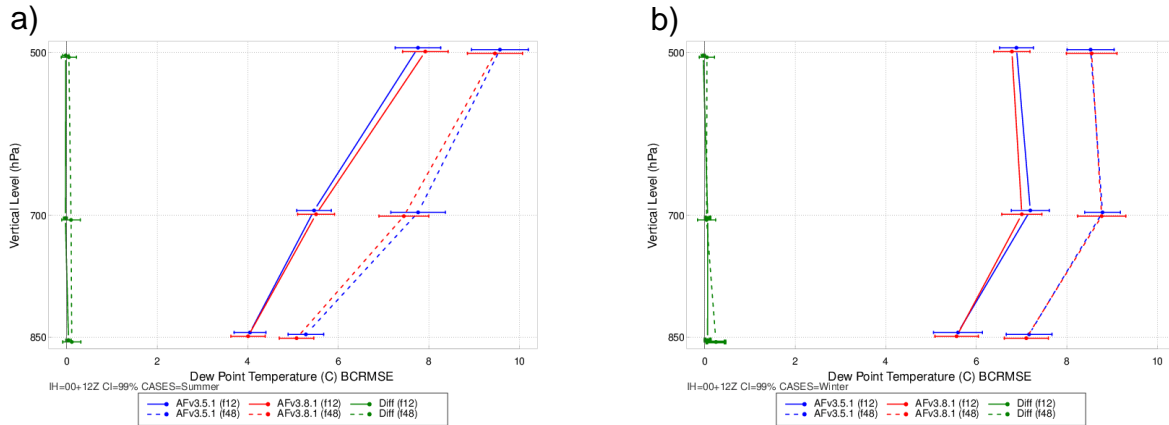 a)
500
700
850
Vertical Level (hPa)
0 2 4 6 8 10
Dew Point Temperature (C) BCRMSE
IH=00+12Z CI=99% CASES=Summer
AFv3.5.1 (f12) AFv3.8.1 (f12) Diff (f12)
AFv3.5.1 (f48) AFv3.8.1 (f48) Diff (f48)
b)
500
700
850
Vertical Level (hPa)
0 2 4 6 8 10
Dew Point Temperature (C) BCRMSE
IH=00+12Z CI=99% CASES=Winter
AFv3.5.1 (f12) AFv3.8.1 (f12) Diff (f12)
AFv3.5.1 (f48) AFv3.8.1 (f48) Diff (f48)